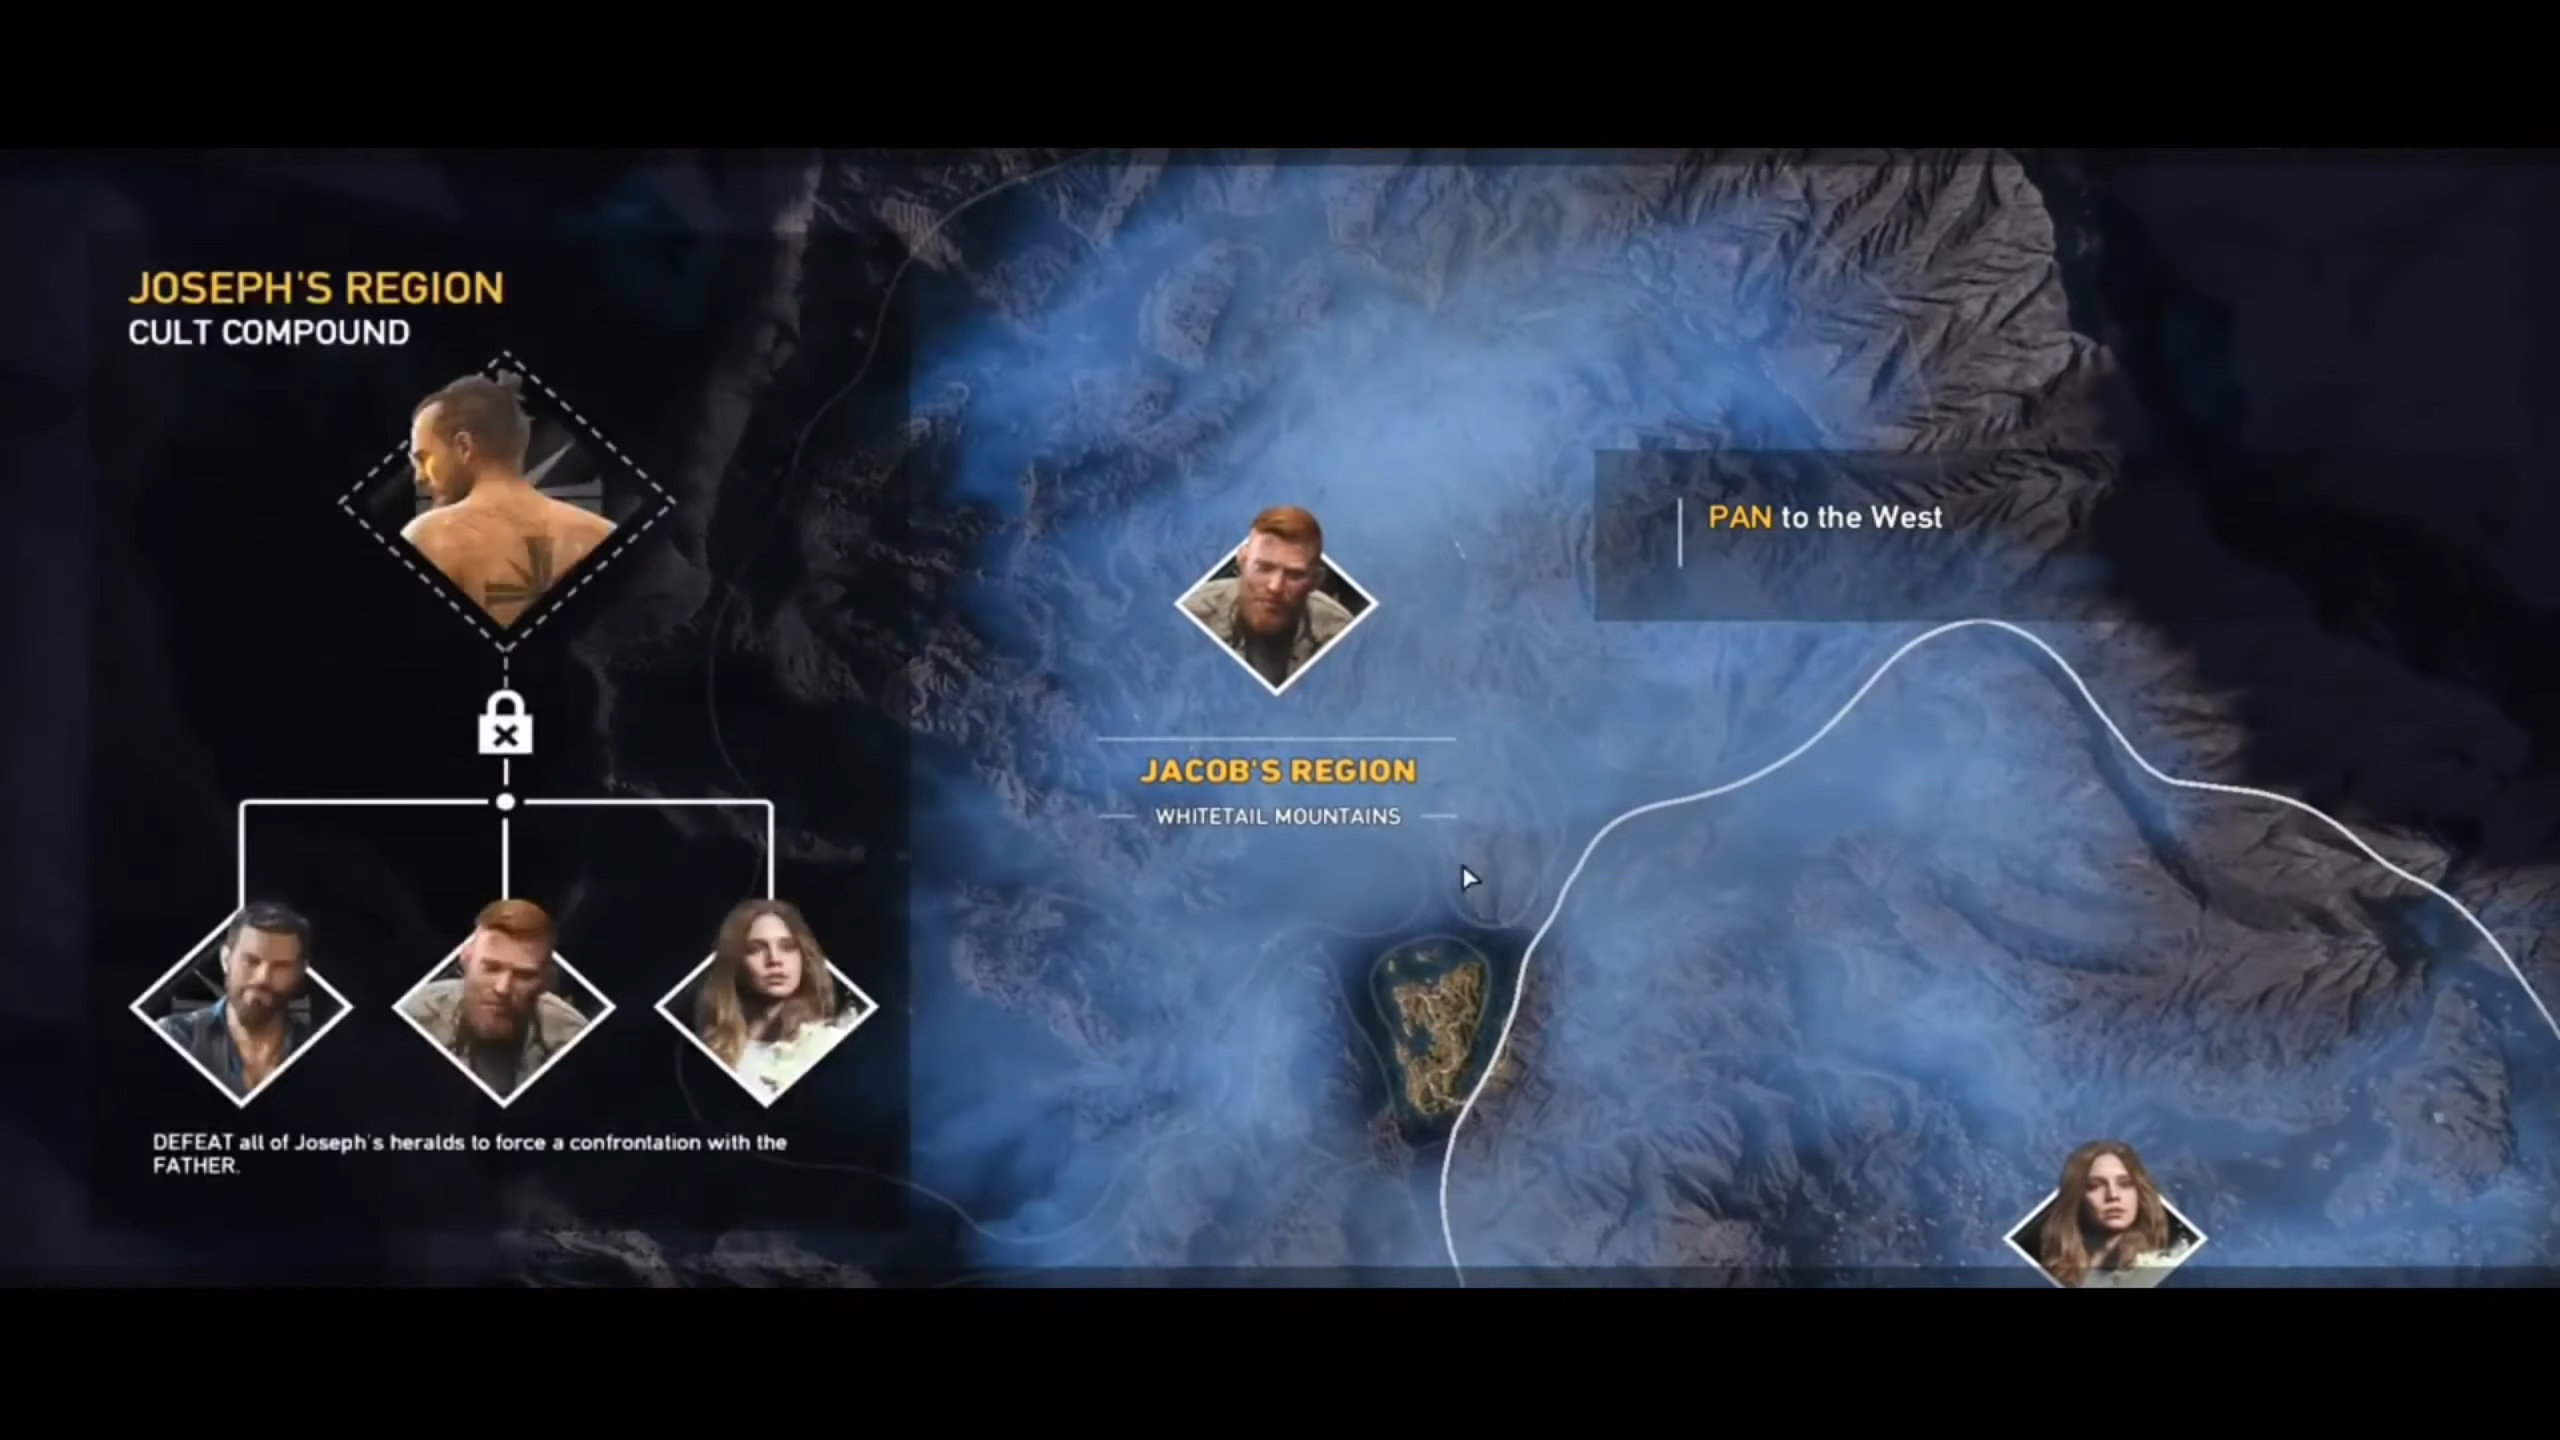 JOSEPH'S REGION
CULT COMPOUND
PAN to the West
JACOB'S REGION
WHITETAIL MOUNTAINS
DEFEAT all of Joseph's heralds to force a confrontation with the
FATHER.